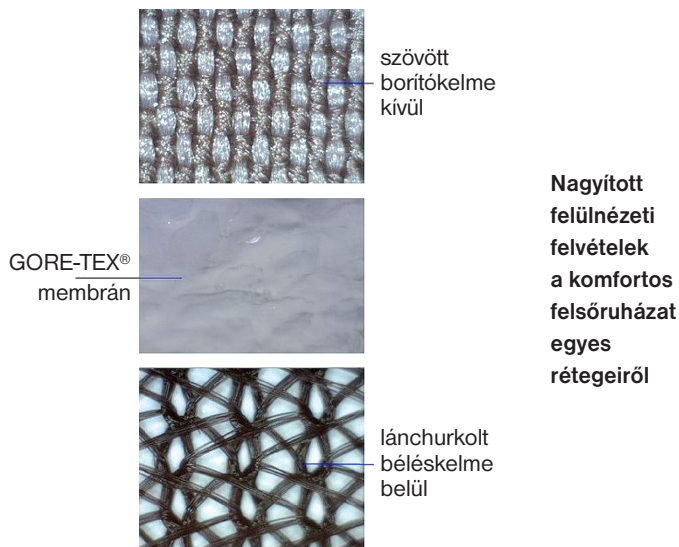 szövött
borítókelme
kívül
GORE-TEX®
membrán
lánchurkolt
béléskelme
belül
Nagyított
felülnézeti
felvételek
a komfortos
felsőruházat
egyes
rétegeiről